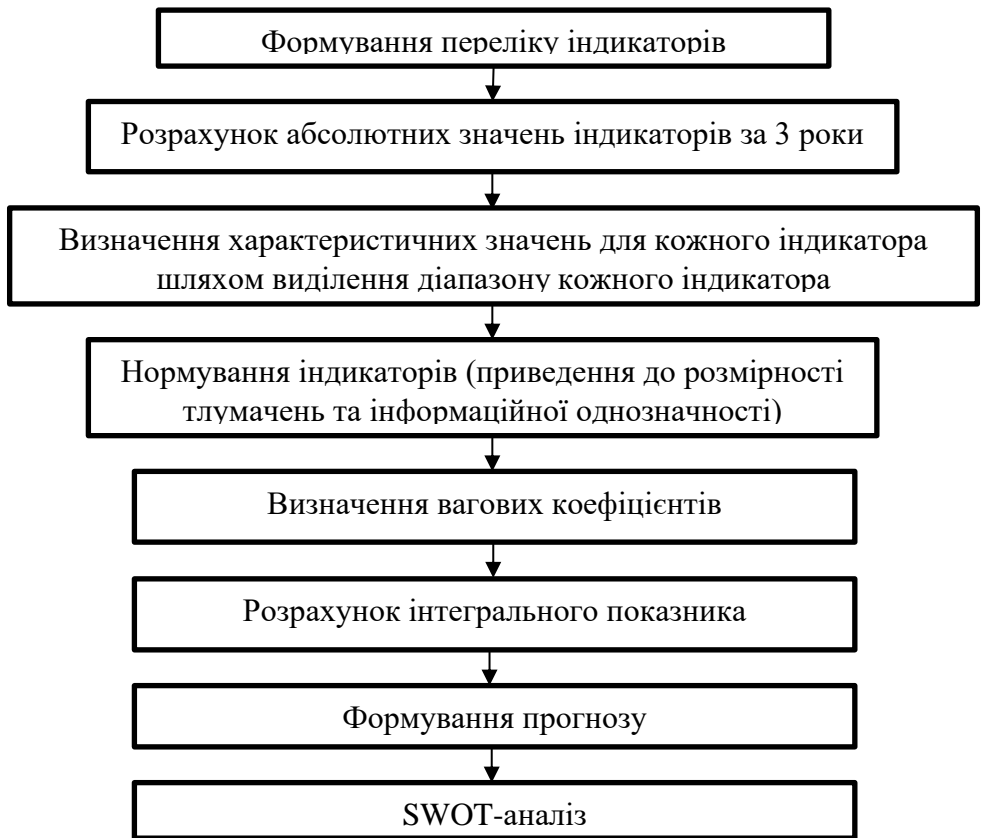 Формування переліку індикаторів
Розрахунок абсолютних значень індикаторів за 3 роки
Визначення характеристичних значень для кожного індикатора
шляхом виділення діапазону кожного індикатора
Нормування індикаторів (приведення до розмірності
тлумачень та інформаційної однозначності)
Визначення вагових коефіцієнтів
Розрахунок інтегрального показника
Формування прогнозу
SWOT-аналіз